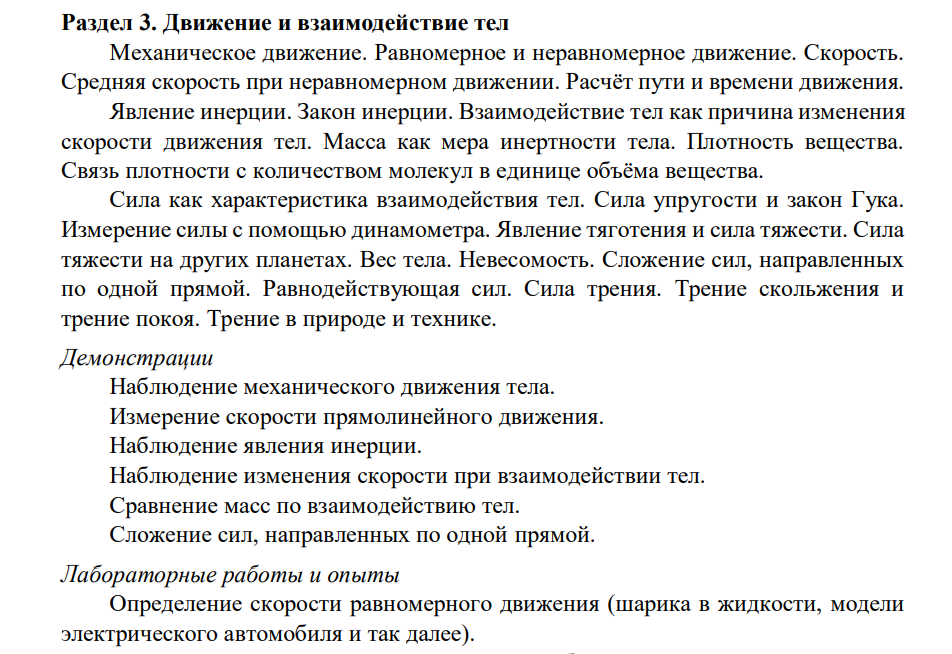 Раздел 3. Движение и взаимодействие тел
Механическое движение. Равномерное и неравномерное движение. Скорость.
Средняя скорость при неравномерном движении. Расчёт пути и времени движения.
Явление инерции. Закон инерции. Взаимодействие тел как причина изменения
скорости движения тел. Масса как мера инертности тела. Плотность вещества.
Связь плотности с количеством молекул в единице объёма вещества.
Сила как характеристика взаимодействия тел. Сила упругости и закон Гука.
Измерение силы с помощью динамометра. Явление тяготения и сила тяжести. Сила
тяжести на других планетах. Вес тела. Невесомость. Сложение сил, направленных
по одной прямой. Равнодействующая сил. Сила трения. Трение скольжения и
трение покоя. Трение в природе и технике.
Демонстрации
Наблюдение механического движения тела.
Измерение скорости прямолинейного движения.
Наблюдение явления инерции.
Наблюдение изменения скорости при взаимодействии тел.
Сравнение масс по взаимодействию тел.
Сложение сил, направленных по одной прямой.
Лабораторные работы и опыты
Определение скорости равномерного движения (шарика в жидкости, модели
электрического автомобиля и так далее).